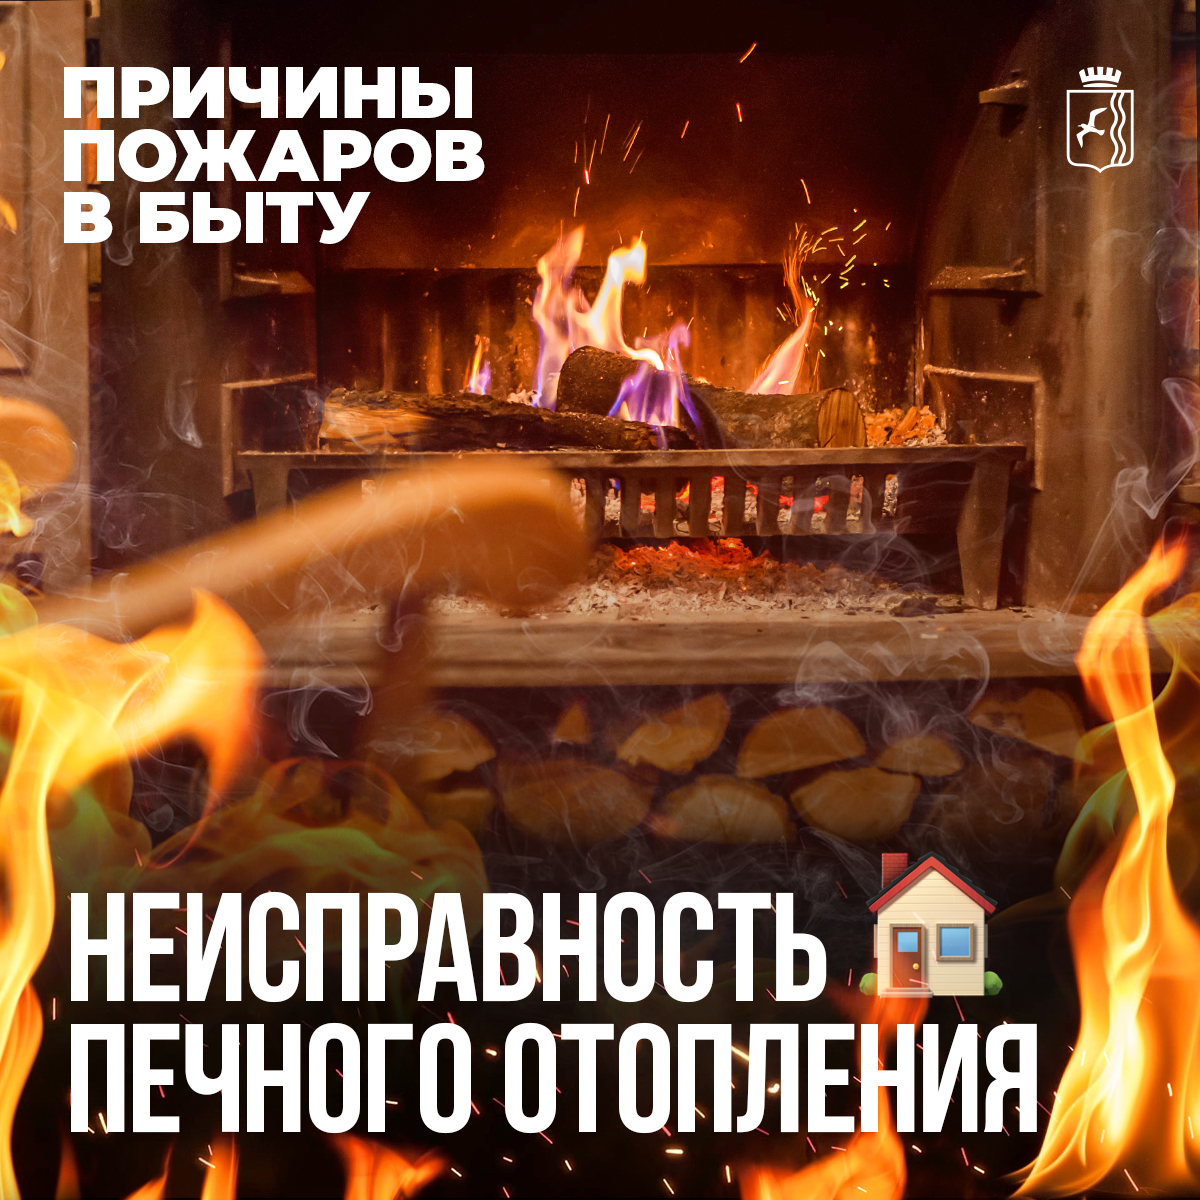 ПРИЧИНЫ
ПОЖАРОВ
В БЫТУ
НЕИСПРАВНОСТЬ
ПЕЧНОГО ОТОПЛЕНИЯ